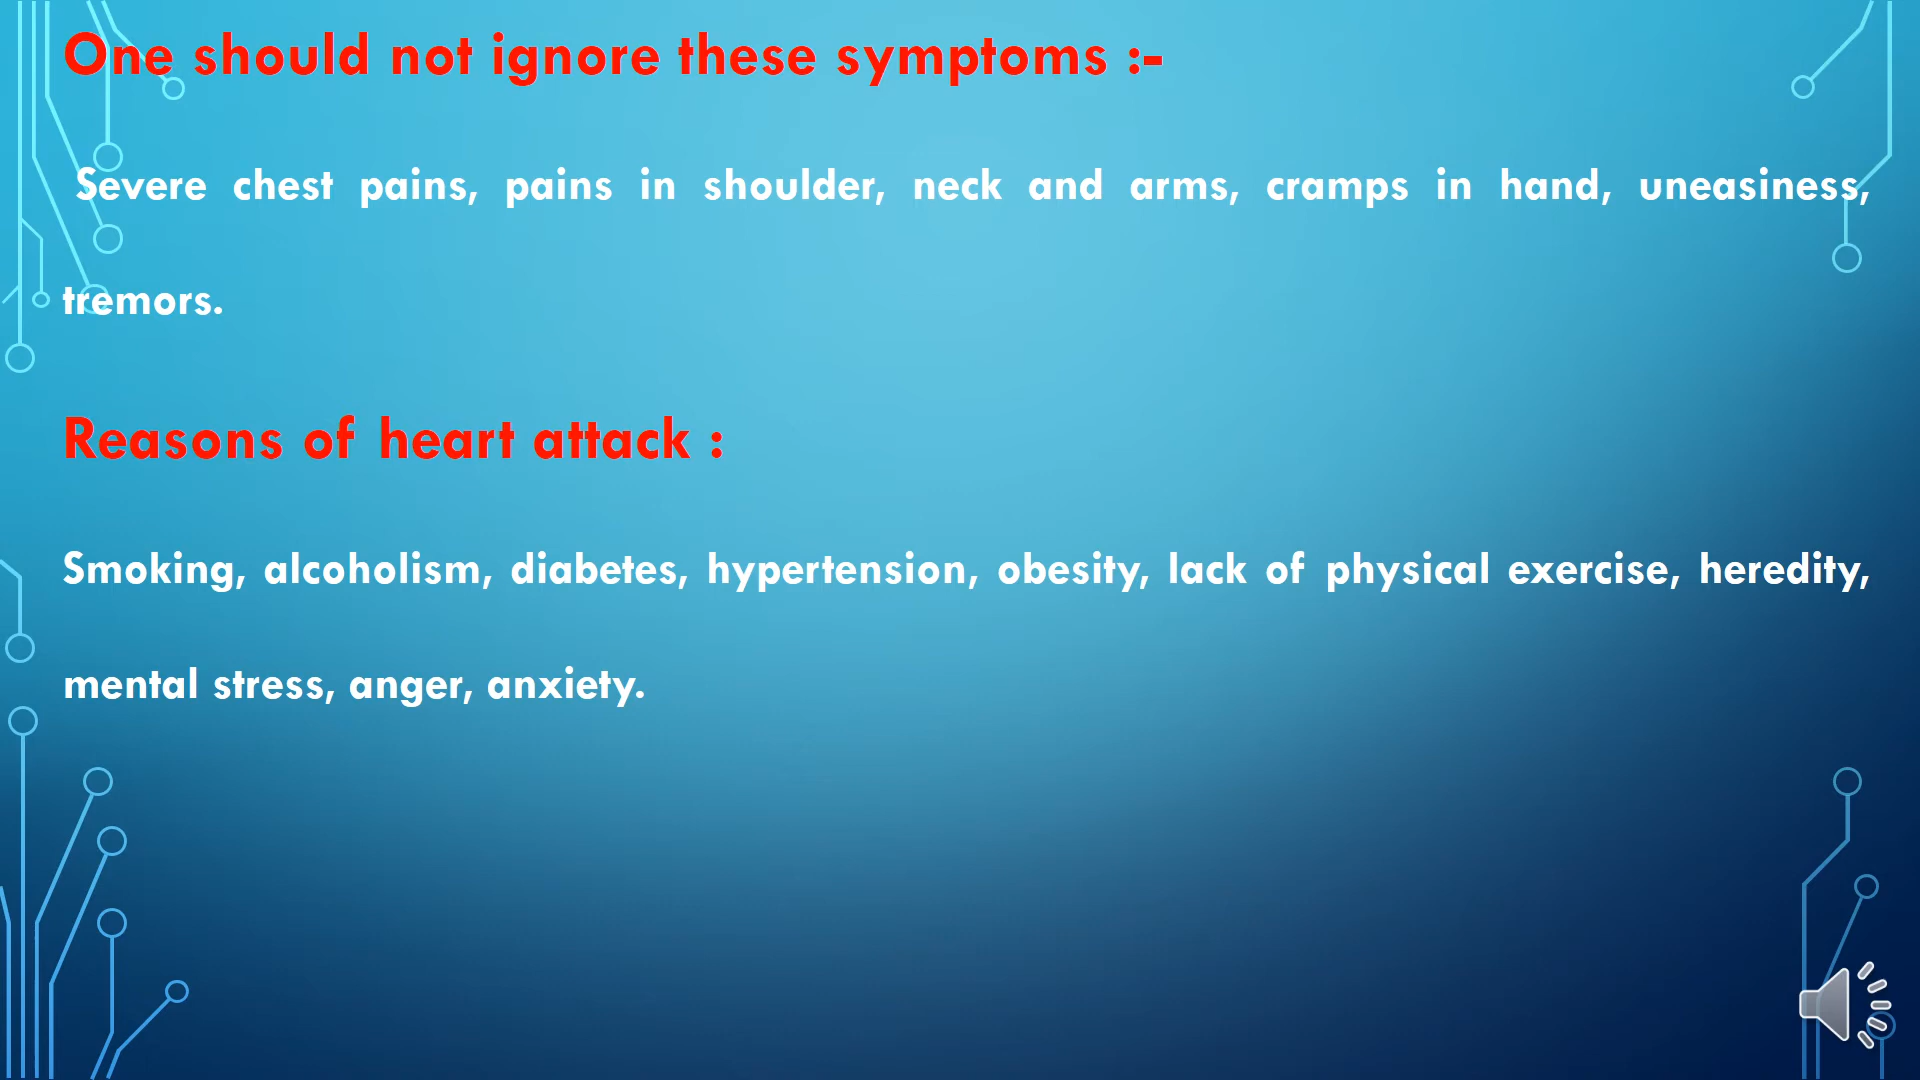 One should not ignore these symptoms :-
Severe chest pains, pains in shoulder, neck and arms, cramps in hand, uneasiness,
tremors.
Reasons of heart attack :
Smoking, alcoholism, diabetes, hypertension, obesity, lack of physical exercise, heredity,
mental stress, anger, anxiety.